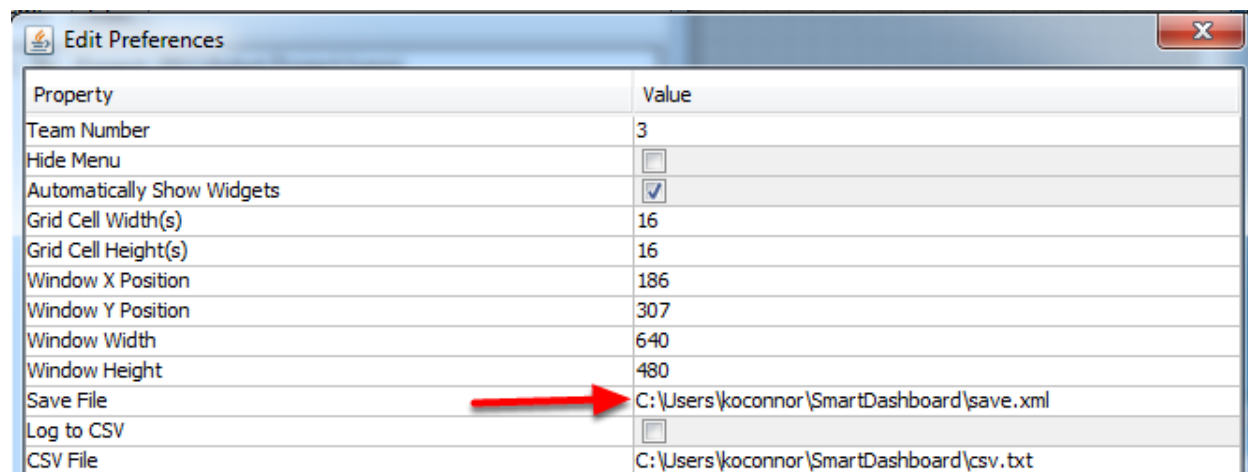 Edit Preferences
Property Value
Team Number 3
Hide Menu
Automatically Show Widgets
Grid Cell Width(s) 16
Grid Cell Height(s) 16
Window X Position 186
Window Y Position 307
Window Width 640
Window Height 480
Save File C:\Users\koconnor\SmartDashboard\save.xml
Log to CSV
CSV File C:\Users\koconnor\SmartDashboard\csv.txt